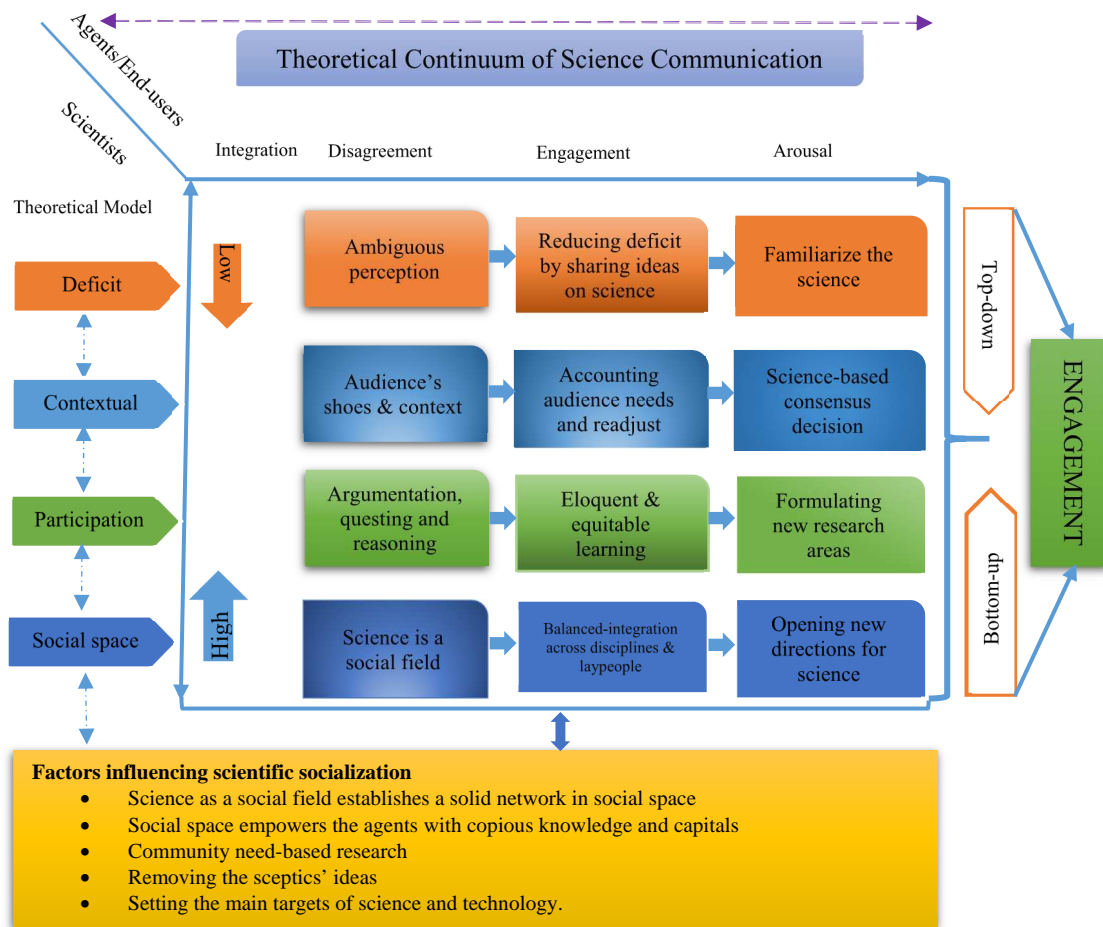 Agents/End-users
Scientists
Theoretical Continuum of Science Communication
Integration
Disagreement
Engagement
Arousal
Theoretical Model
Deficit
Low
Ambiguous
perception
Reducing deficit
by sharing ideas
on science
Familiarize the
science
Top-down
Contextual
Audience's
shoes & context
Accounting
audience needs
and readjust
Science-based
consensus
decision
ENGAGEMENT
Participation
Argumentation,
questing and
reasoning
Eloquent &
equitable
learning
Formulating
new research
areas
Bottom-up
Social space
High
Science is a
social field
Balanced-integration
across disciplines &
laypeople
Opening new
directions for
science
Factors influencing scientific socialization
• Science as a social field establishes a solid network in social space
• Social space empowers the agents with copious knowledge and capitals
• Community need-based research
• Removing the sceptics' ideas
• Setting the main targets of science and technology.